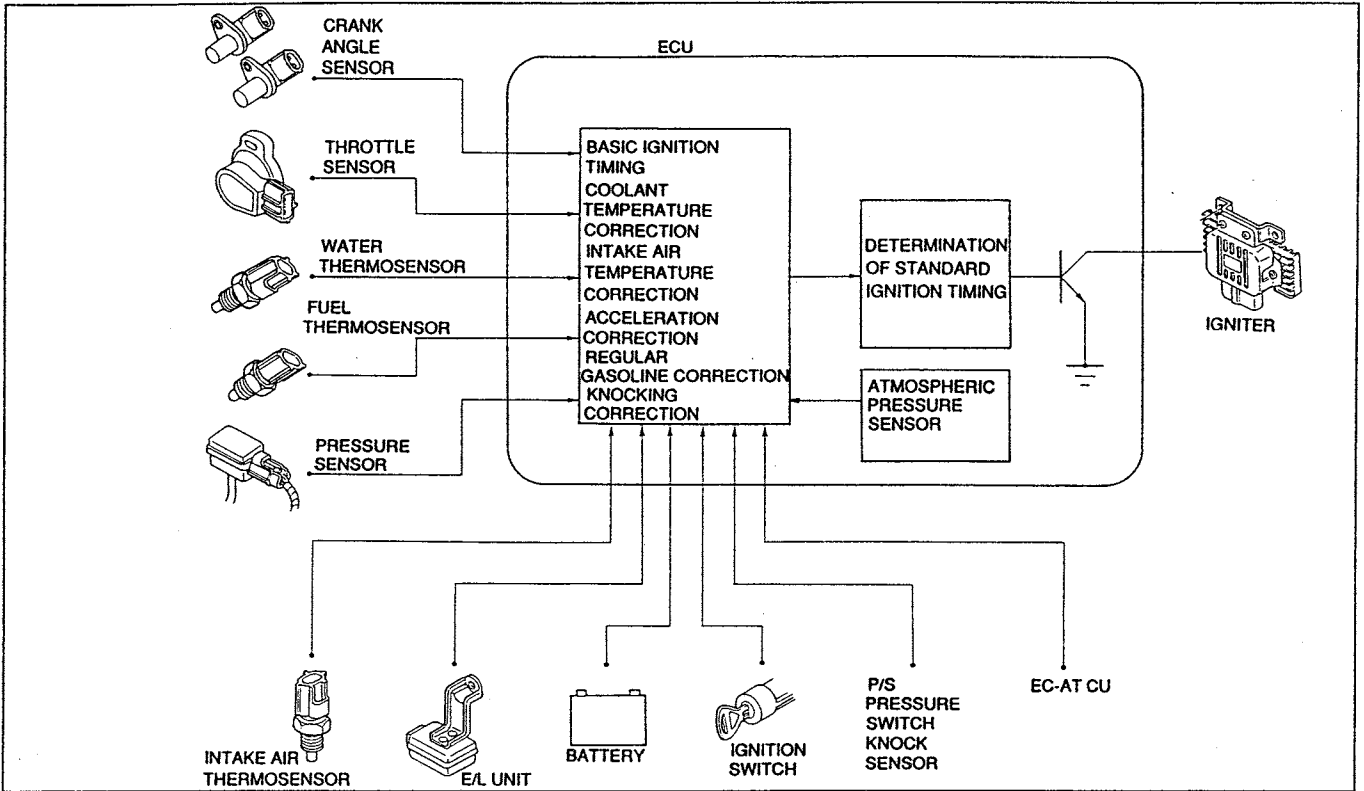 CRANK
ANGLE
SENSOR
ECU
THROTTLE
SENSOR
WATER
THERMOSENSOR
FUEL
THERMOSENSOR
PRESSURE
SENSOR
BASIC IGNITION
TIMING
COOLANT
TEMPERATURE
CORRECTION
INTAKE AIR
TEMPERATURE
CORRECTION
ACCELERATION
CORRECTION
REGULAR
GASOLINE CORRECTION
KNOCKING
CORRECTION
DETERMINATION
OF STANDARD
IGNITION TIMING
ATMOSPHERIC
PRESSURE
SENSOR
IGNITER
INTAKE AIR
THERMOSENSOR
E/L UNIT
BATTERY
IGNITION
SWITCH
P/S
PRESSURE
SWITCH
KNOCK
SENSOR
EC-AT CU